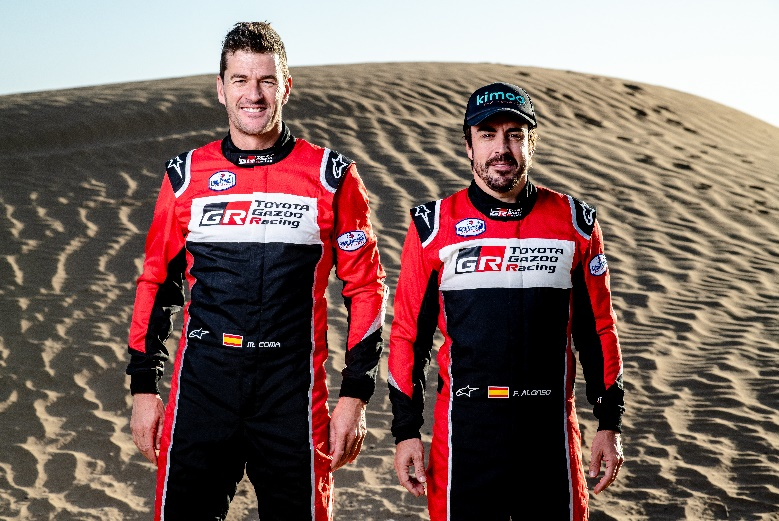 kimoa
GR TOYOTA
GAZOO
Racing
GR TOYOTA
GAZOO
Racing
M. COMA
F. ALONSO